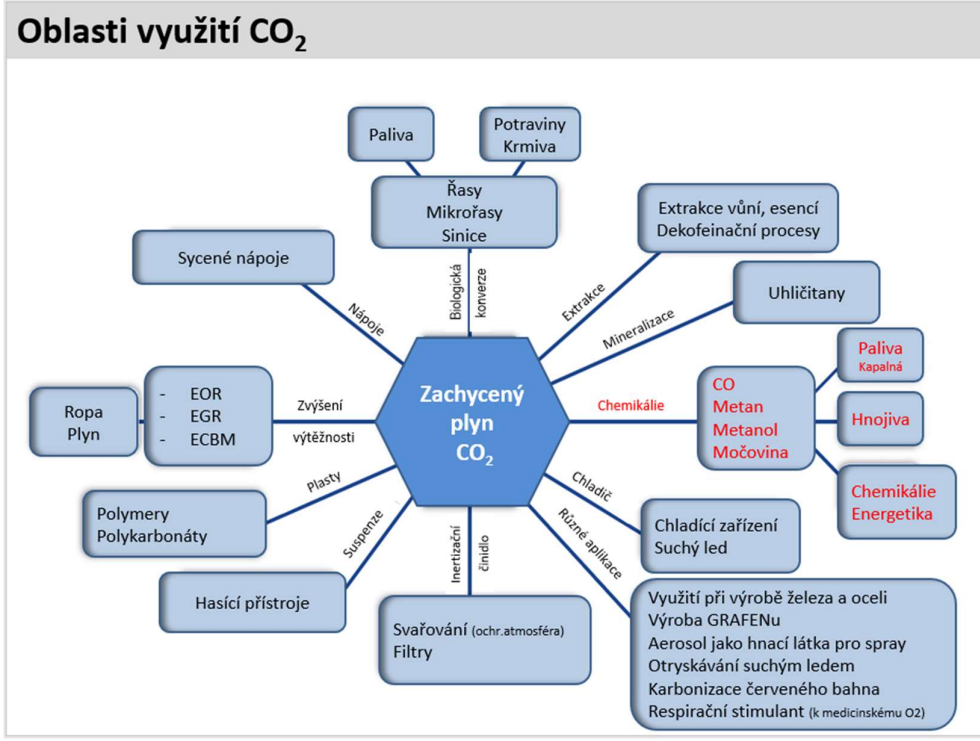 Oblasti využití CO₂
Paliva
Potraviny
Krmiva
Řasy
Mikrořasy
Sinice
Biologická
konverze
Extrakce vůní, esencí
Dekofeinační procesy
Extrakce
Sycené nápoje
Nápoje
Uhličitany
Mineralizace
Zachycený
plyn
CO₂
Ropa
Plyn
- EOR
- EGR
- ECBM
Zvýšení
výtěžnosti
Chemikálie
CO
Metan
Metanol
Močovina
Paliva
Kapalná
Hnojiva
Chemikálie
Energetika
Plasty
Polymery
Polykarbonáty
Suspenze
Hasící přístroje
Inertizační
činidlo
Svařování (ochr.atmosféra)
Filtry
Chladič
Chladící zařízení
Suchý led
Různé aplikace
Využití při výrobě železa a oceli
Výroba GRAFENu
Aerosol jako hnací látka pro spray
Otryskávání suchým ledem
Karbonizace červeného bahna
Respirační stimulant (k medicinskému O2)